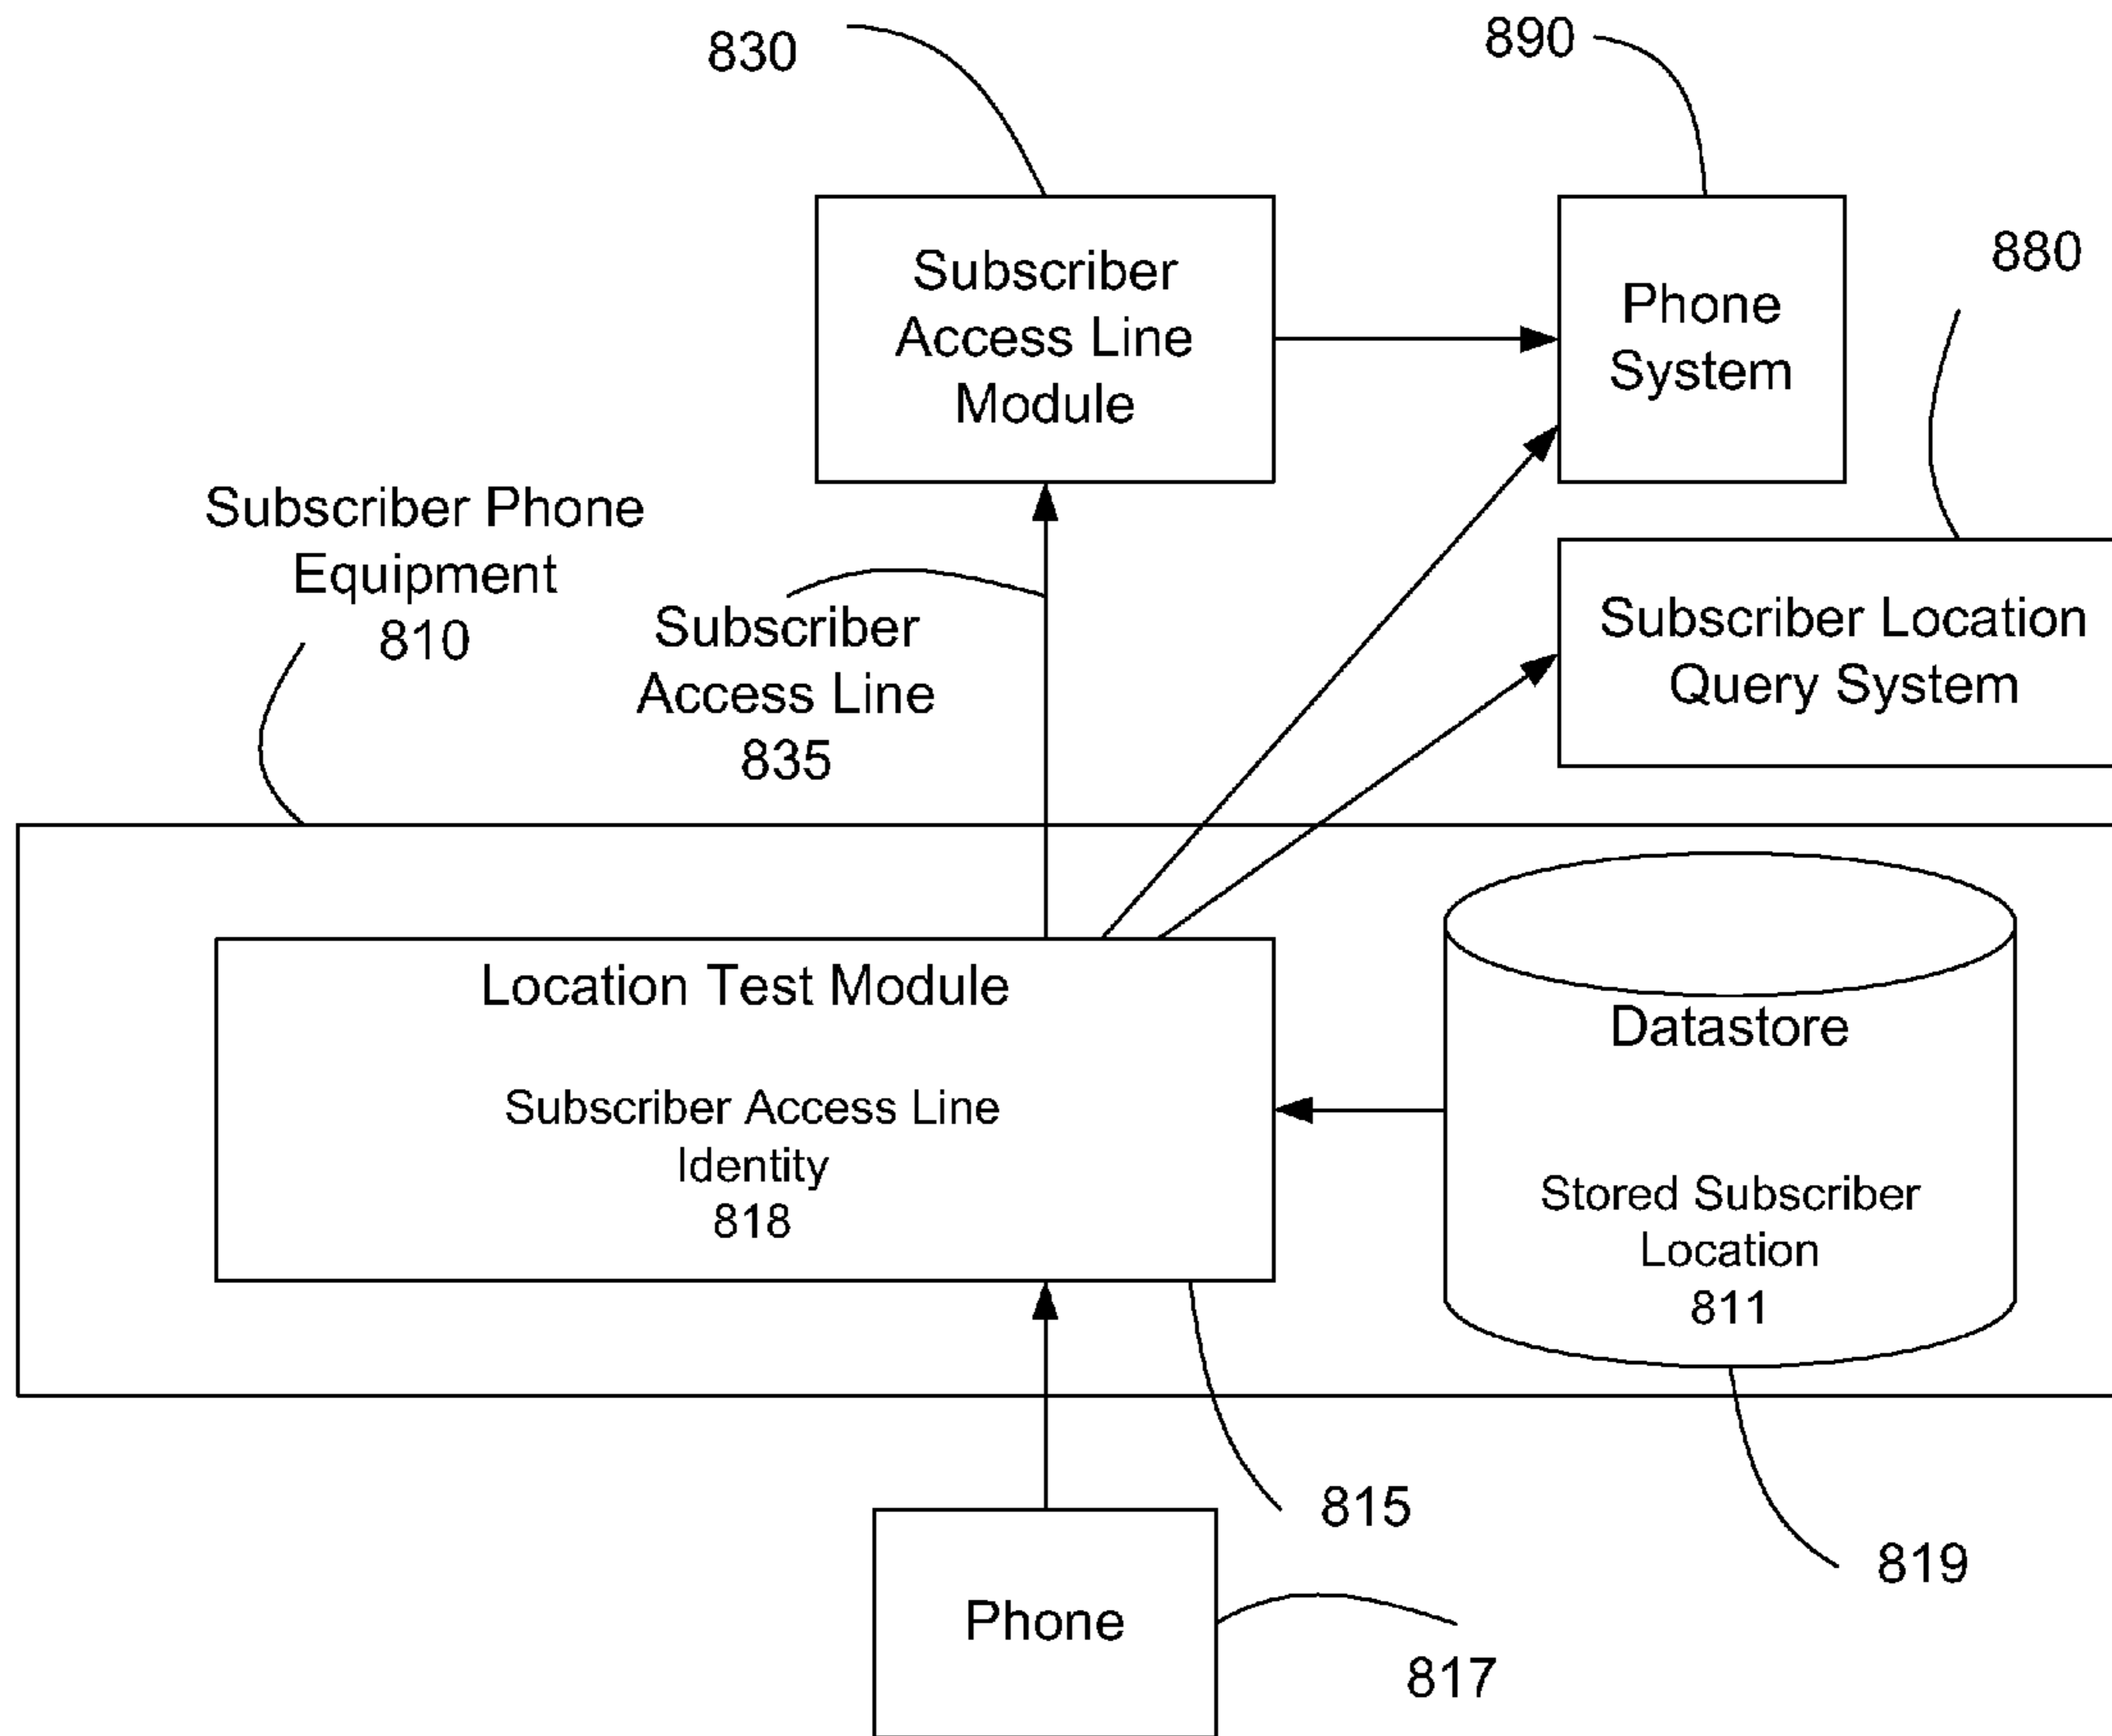 830
890
880
Subscriber
Access Line
Module
Phone
System
Subscriber Phone
Equipment
810
Subscriber
Access Line
835
Subscriber Location
Query System
Location Test Module
Subscriber Access Line
Identity
818
Datastore
Stored Subscriber
Location
811
815
819
Phone
817